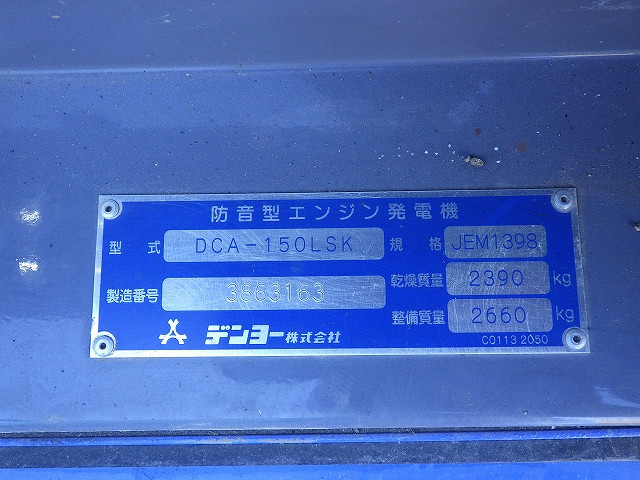 防音型エンジン発電機
型式 DCA-150LSK 規格 JEM1398
製造番号 3863163 乾燥質量 2390 kg
整備質量 2660 kg
デンヨー株式会社
C0113 2050